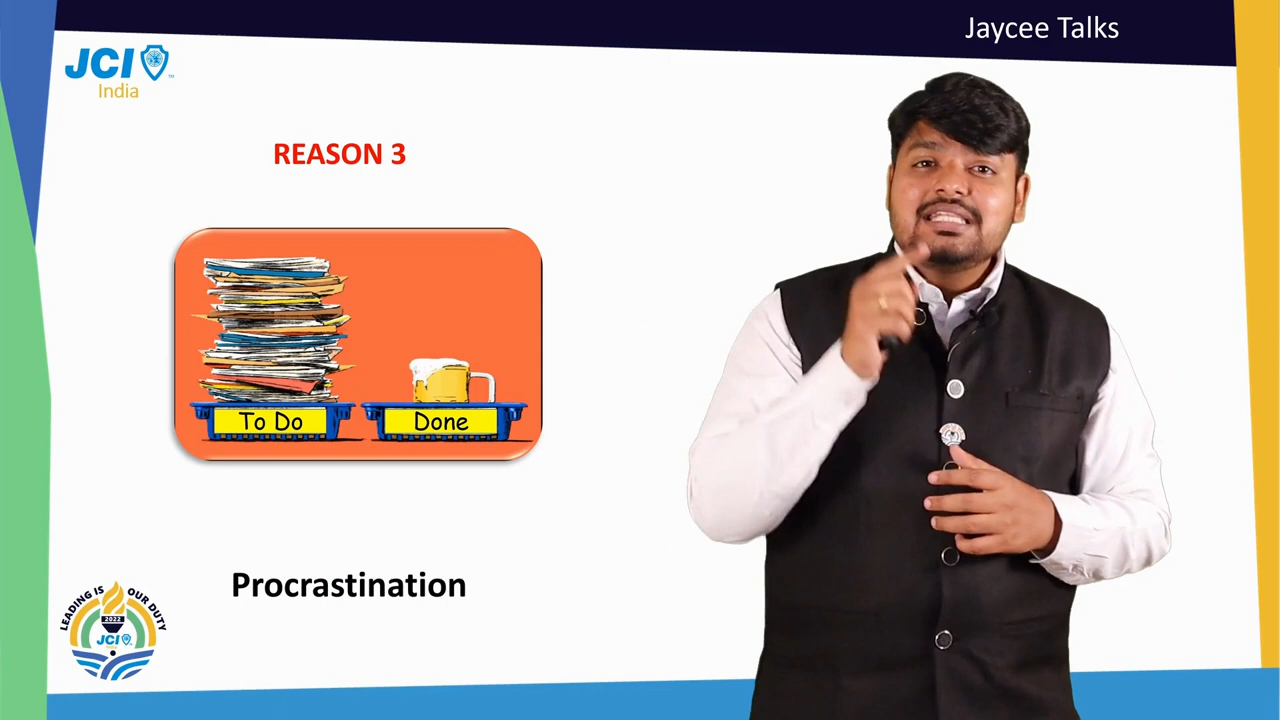 Jaycee Talks
JCI
India
REASON 3
To Do
Done
Procrastination
LEADING IS OUR DUTY
2022
JCI